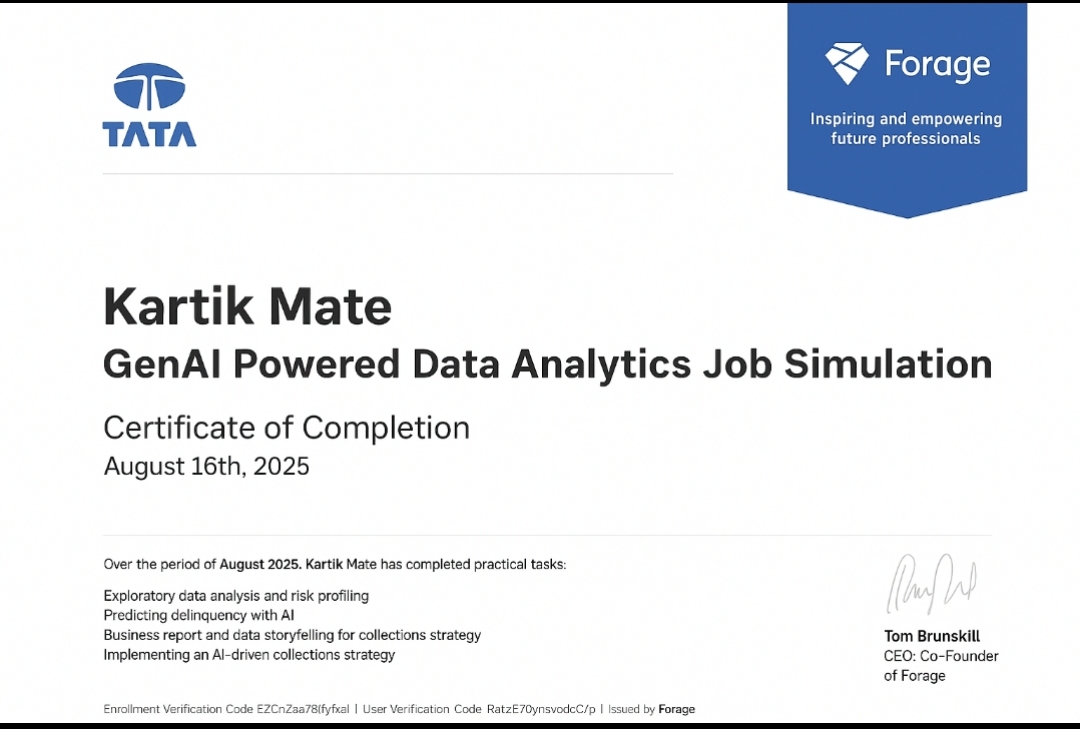 TATA
Forage
Inspiring and empowering
future professionals
Kartik Mate
GenAI Powered Data Analytics Job Simulation
Certificate of Completion
August 16th, 2025
Over the period of August 2025. Kartik Mate has completed practical tasks:
Exploratory data analysis and risk profiling
Predicting delinquency with AI
Business report and data storyfelling for collections strategy
Implementing an AI-driven collections strategy
Tom Brunskill
CEO: Co-Founder
of Forage
Enrollment Verification Code EZCnZaa78(fyfxal | User Verification Code RatzE70ynsvodcC/p | Issued by Forage